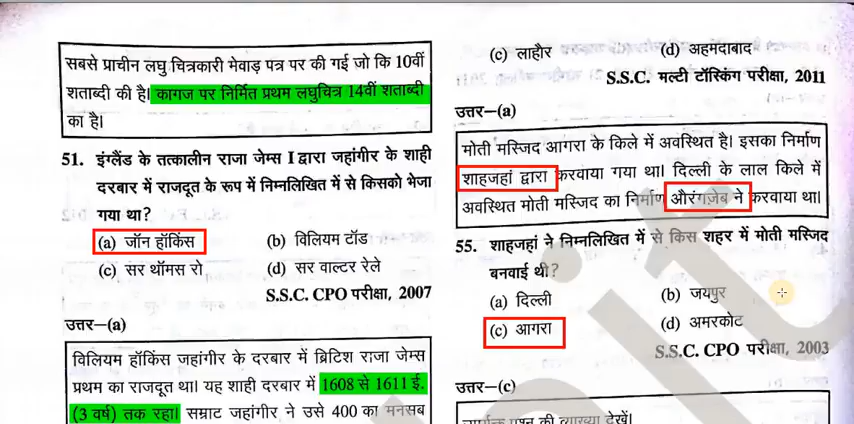 सबसे प्राचीन लघु चित्रकारी मेवाड़ पत्र पर की गई जो कि 10वीं
शताब्दी की है। कागज पर निर्मित प्रथम लघुचित्र 14वीं शताब्दी
का है।
51. इंग्लैंड के तत्कालीन राजा जेम्स I द्वारा जहांगीर के शाही
दरबार में राजदूत के रूप में निम्नलिखित में से किसको भेजा
गया था?
(a) जॉन हॉकिंस (b) विलियम टॉड
(c) सर थॉमस रो (d) सर वाल्टर रेले
S.S.C. CPO परीक्षा, 2007
उत्तर–(a)
विलियम हॉकिंस जहांगीर के दरबार में ब्रिटिश राजा जेम्स
प्रथम का राजदूत था। यह शाही दरबार में 1608 से 1611 ई.
(3 वर्ष) तक रहा। सम्राट जहांगीर ने उसे 400 का मनसब
(c) लाहौर (d) अहमदाबाद
S.S.C. मल्टी टॉस्किंग परीक्षा, 2011
उत्तर–(a)
मोती मस्जिद आगरा के किले में अवस्थित है। इसका निर्माण
शाहजहां द्वारा करवाया गया था। दिल्ली के लाल किले में
अवस्थित मोती मस्जिद का निर्माण औरंगज़ेब ने करवाया था।
55. शाहजहां ने निम्नलिखित में से किस शहर में मोती मस्जिद
बनवाई थी?
(a) दिल्ली (b) जयपुर
(c) आगरा (d) अमरकोट
S.S.C. CPO परीक्षा, 2003
उत्तर–(c)
प्रश्न की व्याख्या देखें।